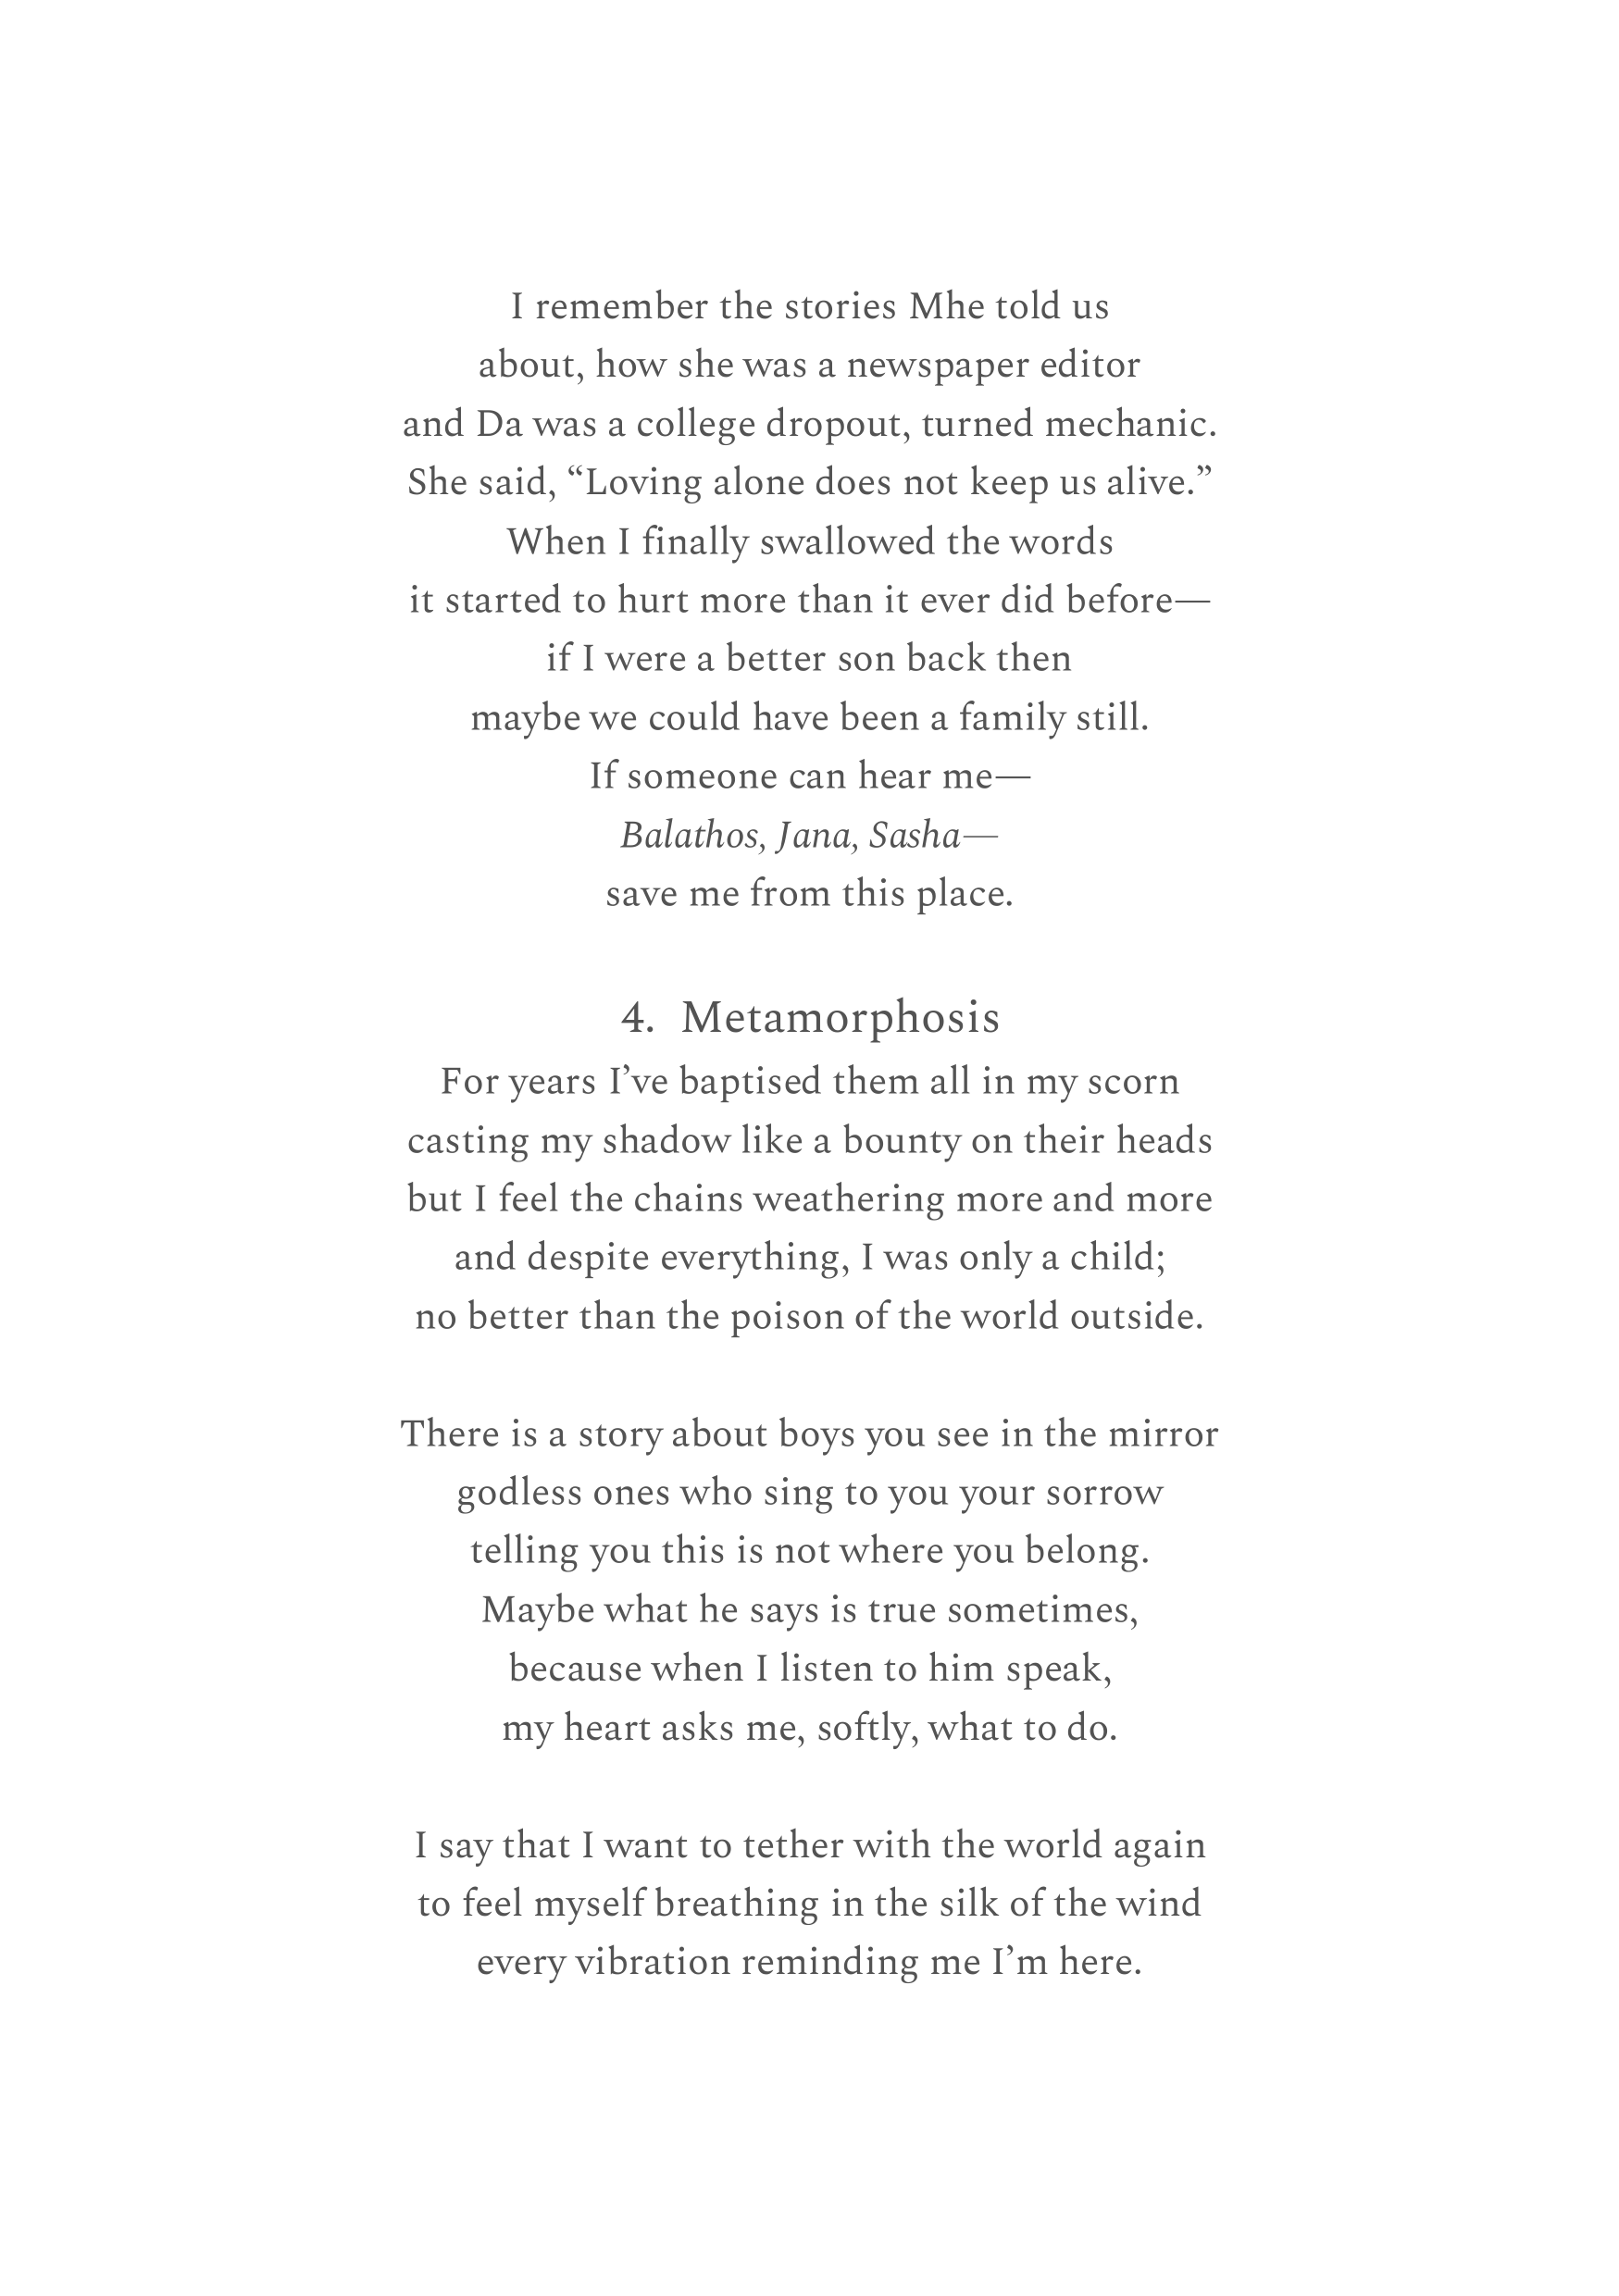 I remember the stories Mhe told us
about, how she was a newspaper editor
and Da was a college dropout, turned mechanic.
She said, “Loving alone does not keep us alive.”
When I finally swallowed the words
it started to hurt more than it ever did before—
if I were a better son back then
maybe we could have been a family still.
If someone can hear me—
Balathos, Jana, Sasha—
save me from this place.
4. Metamorphosis
For years I’ve baptised them all in my scorn
casting my shadow like a bounty on their heads
but I feel the chains weathering more and more
and despite everything, I was only a child;
no better than the poison of the world outside.
There is a story about boys you see in the mirror
godless ones who sing to you your sorrow
telling you this is not where you belong.
Maybe what he says is true sometimes,
because when I listen to him speak,
my heart asks me, softly, what to do.
I say that I want to tether with the world again
to feel myself breathing in the silk of the wind
every vibration reminding me I’m here.